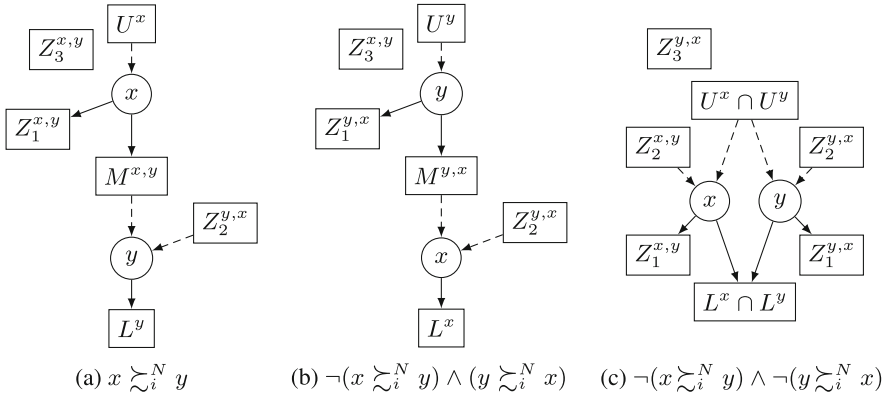 U^x
Z_3^{x,y}
x
Z_1^{x,y}
M^{x,y}
Z_2^{y,x}
y
L^y
(a) x ≿_i^N y
U^y
Z_3^{x,y}
y
Z_1^{y,x}
M^{y,x}
Z_2^{y,x}
x
L^x
(b) ¬(x ≿_i^N y) ∧ (y ≿_i^N x)
Z_3^{y,x}
U^x ∩ U^y
Z_2^{x,y}
Z_2^{y,x}
x
y
Z_1^{x,y}
Z_1^{y,x}
L^x ∩ L^y
(c) ¬(x ≿_i^N y) ∧ ¬(y ≿_i^N x)